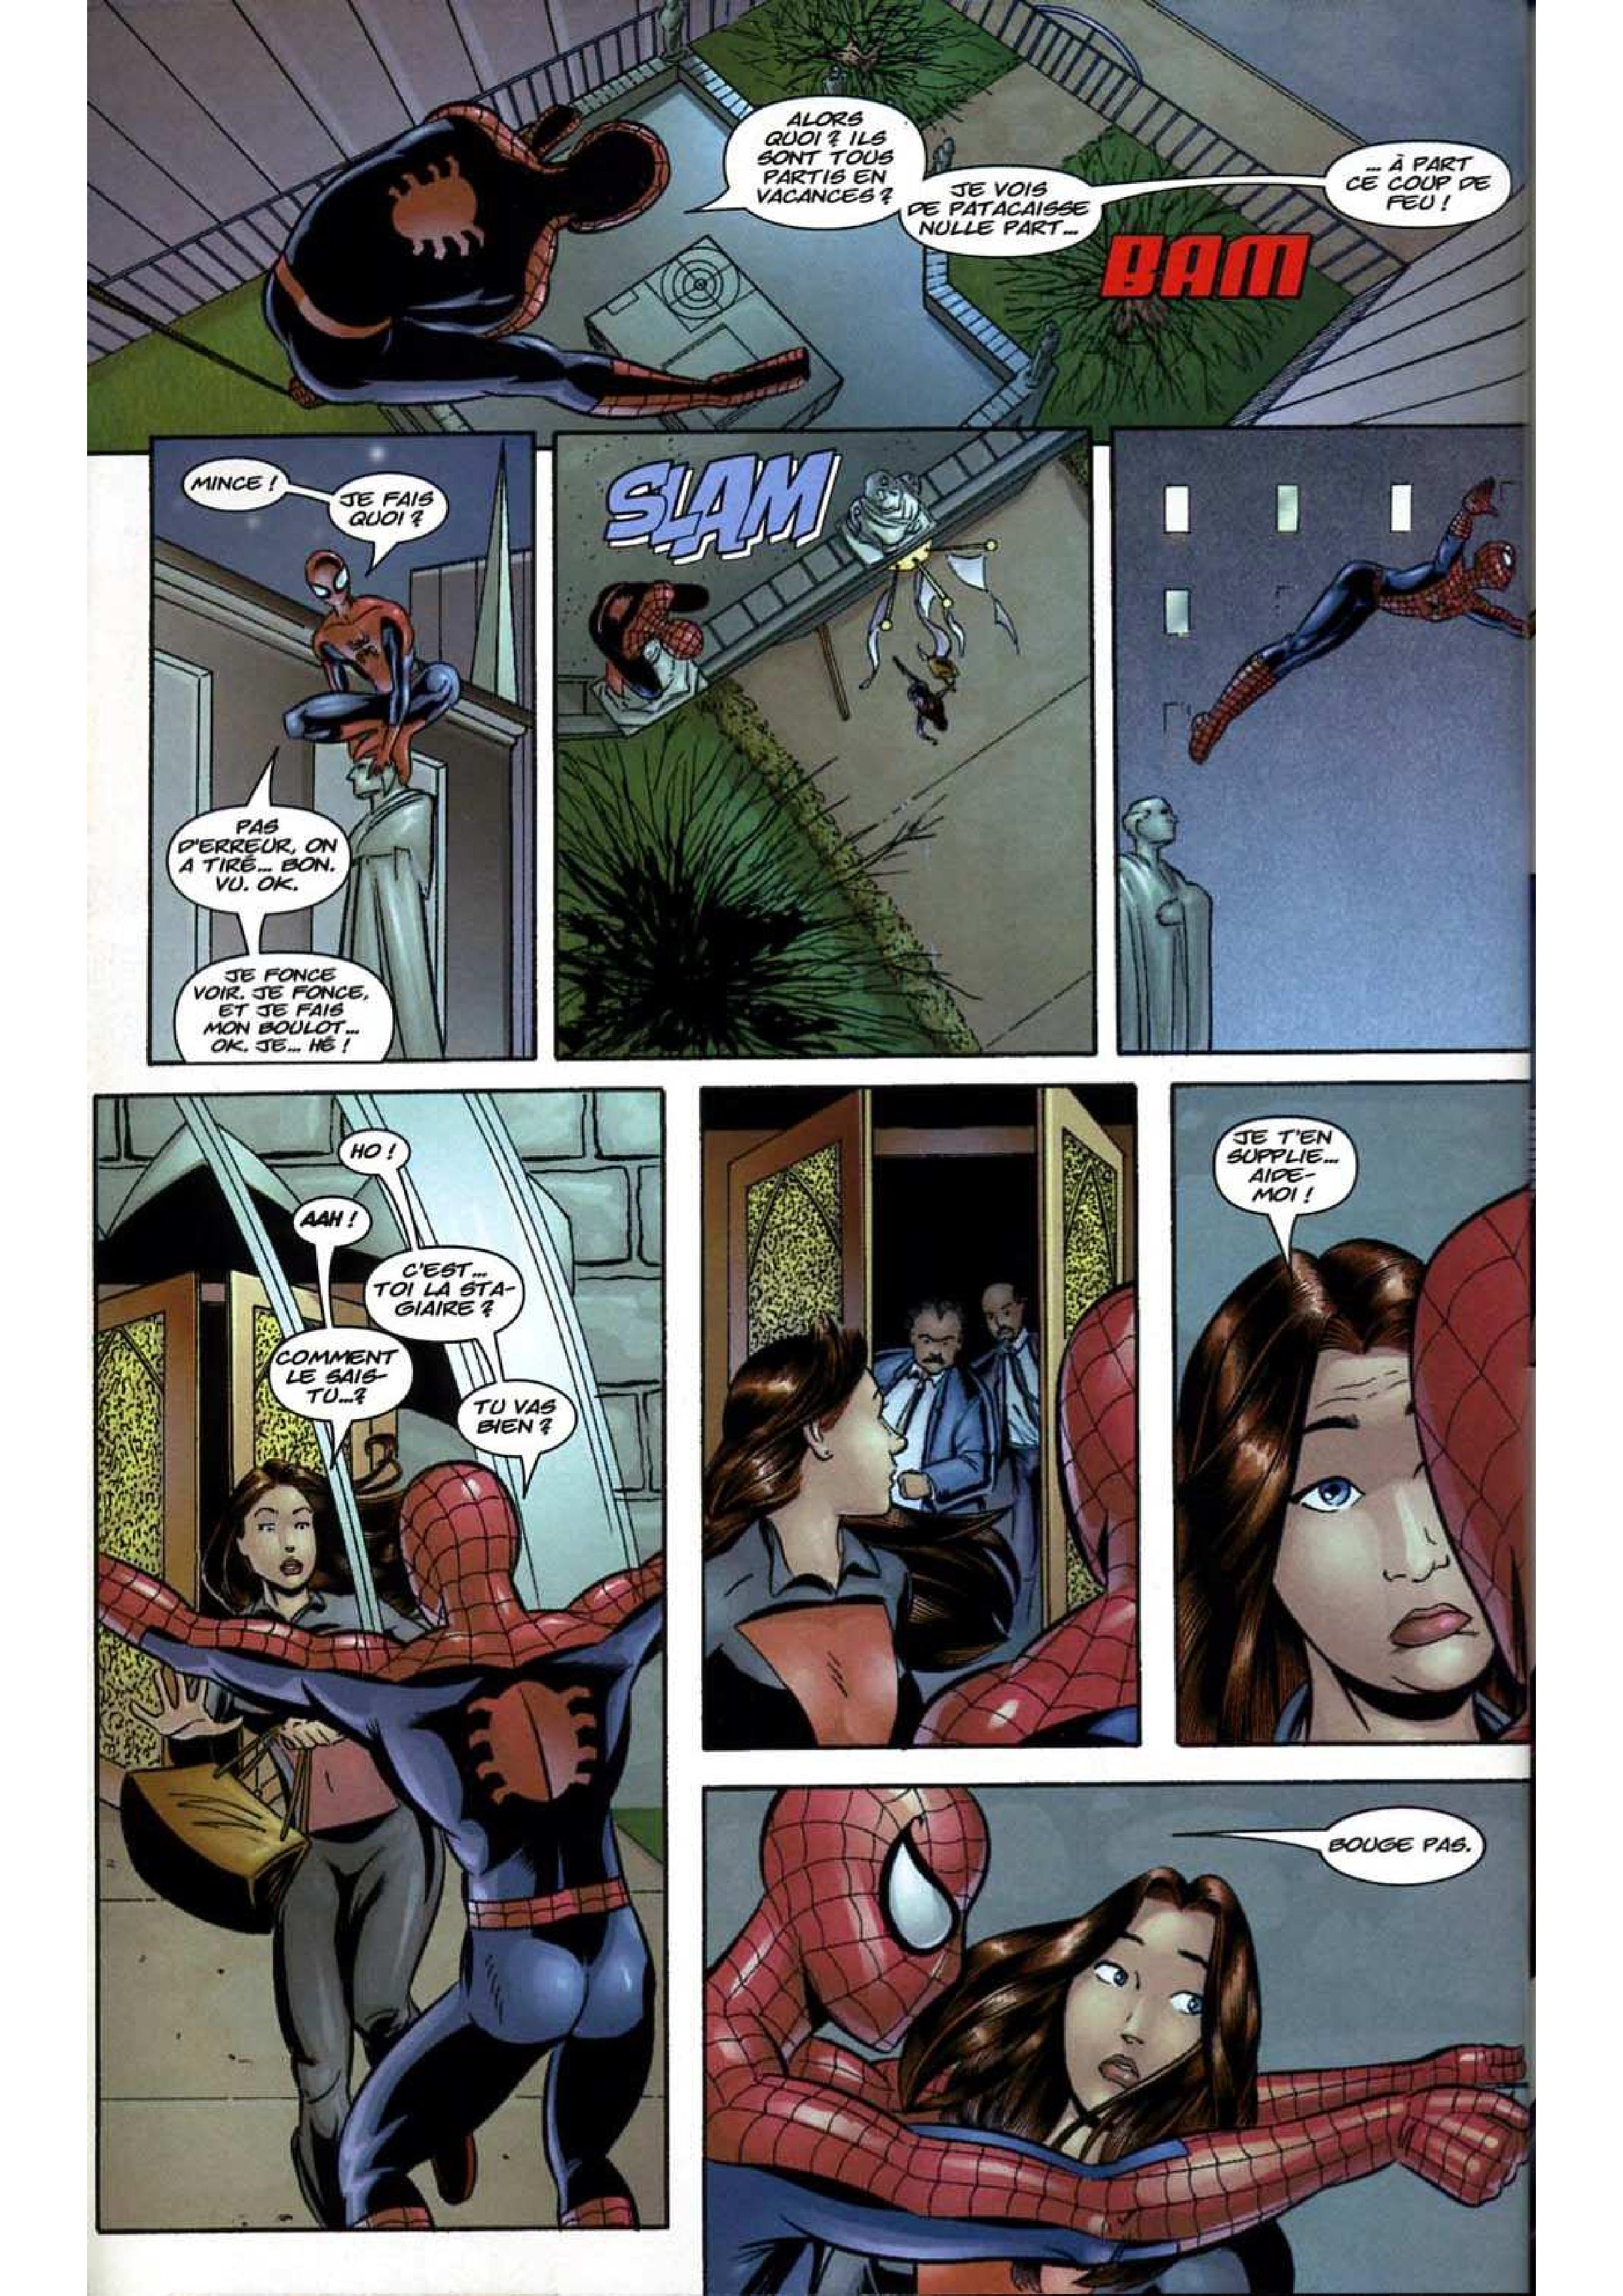 ALORS
QUOI ? ILS
SONT TOUS
PARTIS EN
VACANCES ?
JE VOIS
DE PATACAISSE
NULLE PART...
... À PART
CE COUP DE
FEU !
BAM
MINCE !
JE FAIS
QUOI ?
PAS
D'ERREUR, ON
A TIRÉ... BON.
VU. OK.
JE FONCE
VOIR. JE FONCE,
ET JE FAIS
MON BOULOT...
OK. JE... HÉ !
SLAM
HO !
AAH !
C'EST...
TOI LA STA-
GIAIRE ?
COMMENT
LE SAIS-
TU...?
TU VAS
BIEN ?
JE T'EN
SUPPLIE...
AIDE-
MOI !
BOUGE PAS.